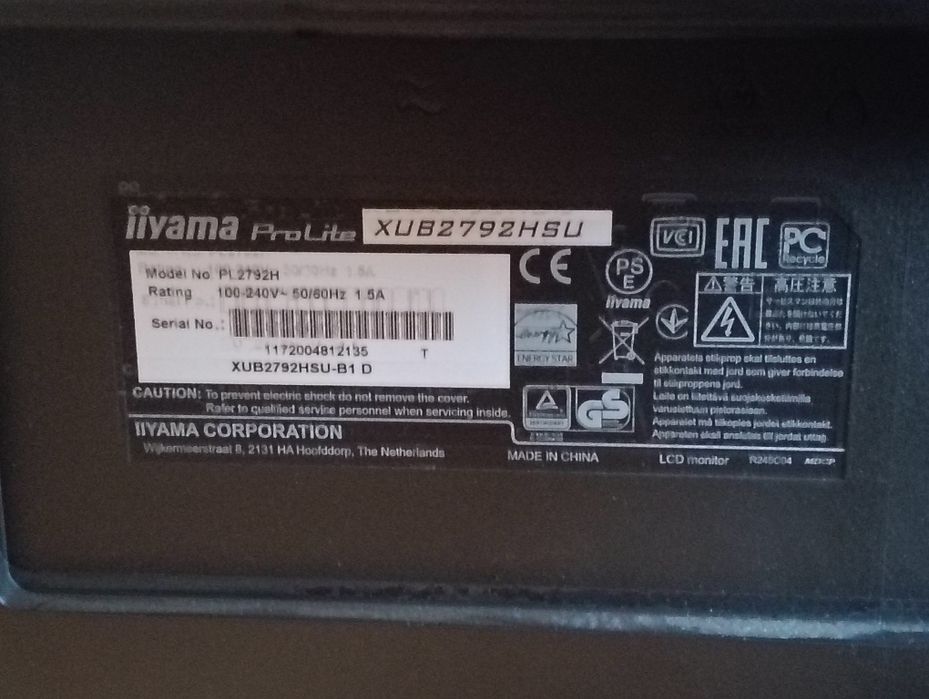 iiyama ProLite XUB2792HSU
Model No. PL2792H
Rating 100-240V~ 50/60Hz 1.5A
Serial No.:
1172004812135 T
XUB2792HSU-B1 D
CAUTION: To prevent electric shock do not remove the cover.
Refer to qualified service personnel when servicing inside.
IIYAMA CORPORATION
Wijkermeerstraat 8, 2131 HA Hoofddorp, The Netherlands
MADE IN CHINA
CE
PS
E
iiyama
ENERGY STAR
GS
VCI
EAC
PC
Recycle
警告 高圧注意
Apparatets stikprop skal tilsluttes en
stikkontakt med jord som giver forbindelse
til stikproppens jord.
Laite on liitettävä suojakosketimilla
varustettuun pistorasiaan.
Apparatet må tilkoples jordet stikkontakt.
Apparaten skall anslutas till jordat uttag.
LCD monitor